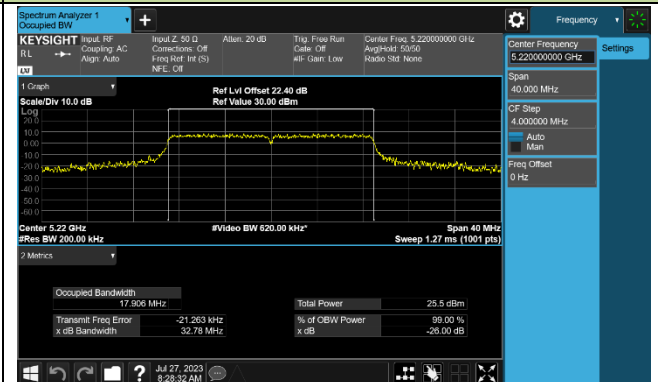 Spectrum Analyzer 1
Occupied BW
Frequency
KEYSIGHT
RL
LXI
Input: RF
Coupling: AC
Align: Auto
Input Z: 50 Ω
Corrections: Off
Freq Ref: Int (S)
NFE: Off
Atten: 20 dB
Trig: Free Run
Gate: Off
#IF Gain: Low
Center Freq: 5.220000000 GHz
Avg|Hold: 50/50
Radio Std: None
Center Frequency
5.220000000 GHz
Settings
Span
40.000 MHz
CF Step
4.000000 MHz
Auto
Man
Freq Offset
0 Hz
1 Graph
Scale/Div 10.0 dB
Ref Lvl Offset 22.40 dB
Ref Value 30.00 dBm
Log
20.0
10.0
0.00
-10.0
-20.0
-30.0
-40.0
-50.0
-60.0
Center 5.22 GHz
#Res BW 200.00 kHz
#Video BW 620.00 kHz*
Span 40 MHz
Sweep 1.27 ms (1001 pts)
2 Metrics
Occupied Bandwidth
17.906 MHz
Total Power 25.5 dBm
Transmit Freq Error -21.263 kHz
% of OBW Power 99.00 %
x dB Bandwidth 32.78 MHz
x dB -26.00 dB
?
Jul 27, 2023
8:28:32 AM